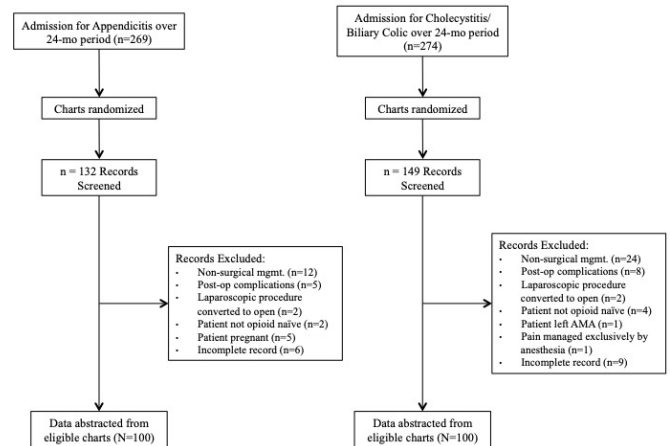 Admission for Appendicitis over
24-mo period (n=269)
Charts randomized
n = 132 Records
Screened
Records Excluded:
· Non-surgical mgmt. (n=12)
· Post-op complications (n=5)
· Laparoscopic procedure
converted to open (n=2)
· Patient not opioid naïve (n=2)
· Patient pregnant (n=5)
· Incomplete record (n=6)
Data abstracted from
eligible charts (N=100)
Admission for Cholecystitis/
Biliary Colic over 24-mo period
(n=274)
Charts randomized
n = 149 Records
Screened
Records Excluded:
· Non-surgical mgmt. (n=24)
· Post-op complications (n=8)
· Laparoscopic procedure
converted to open (n=2)
· Patient not opioid naïve (n=4)
· Patient left AMA (n=1)
· Pain managed exclusively by
anesthesia (n=1)
· Incomplete record (n=9)
Data abstracted from
eligible charts (N=100)